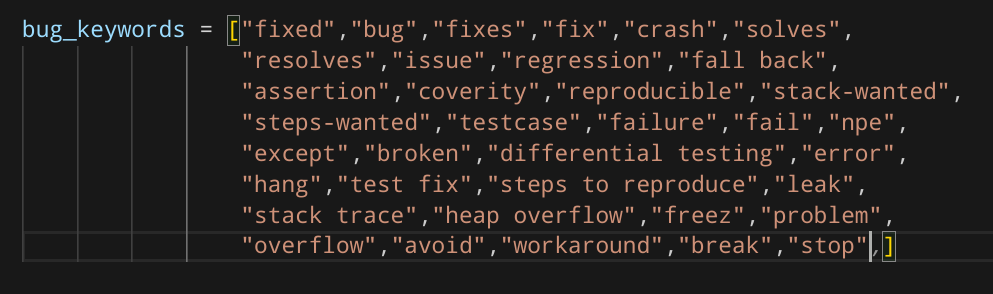 bug_keywords = ["fixed","bug","fixes","fix","crash","solves",
"resolves","issue","regression","fall back",
"assertion","coverity","reproducible","stack-wanted",
"steps-wanted","testcase","failure","fail","npe",
"except","broken","differential testing","error",
"hang","test fix","steps to reproduce","leak",
"stack trace","heap overflow","freez","problem",
"overflow","avoid","workaround","break","stop",]